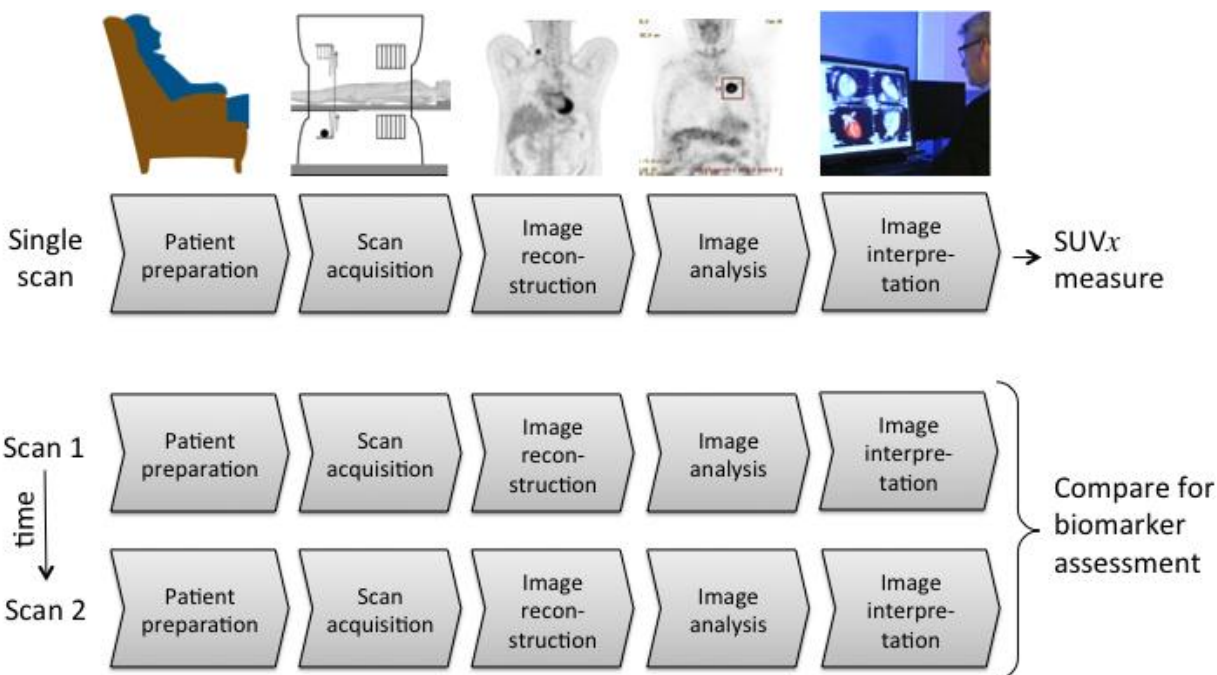 Single
scan
Patient
preparation
Scan
acquisition
Image
recon-
struction
Image
analysis
Image
interpre-
tation
SUVx
measure
Scan 1
time
Scan 2
Patient
preparation
Scan
acquisition
Image
recon-
struction
Image
analysis
Image
interpre-
tation
Patient
preparation
Scan
acquisition
Image
recon-
struction
Image
analysis
Image
interpre-
tation
Compare for
biomarker
assessment